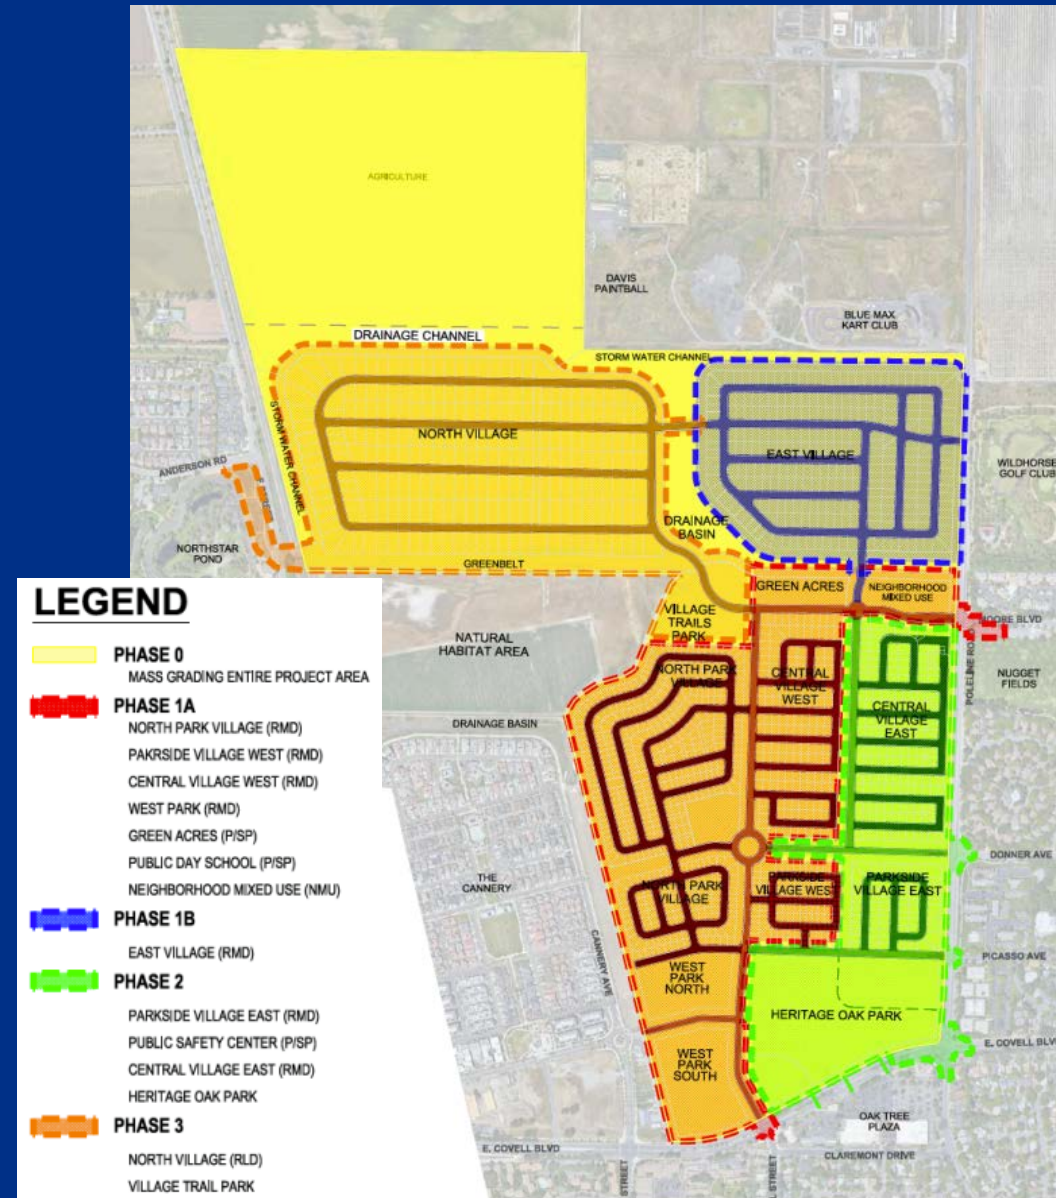 AGRICULTURE
DAVIS
PAINTBALL
BLUE MAX
KART CLUB
DRAINAGE CHANNEL
STORM WATER CHANNEL
STORM WATER CHANNEL
NORTH VILLAGE
EAST VILLAGE
WILDHORSE
GOLF CLUB
ANDERSON RD
NORTHSTAR
POND
DRAINAGE
BASIN
GREENBELT
GREEN ACRES
NEIGHBORHOOD
MIXED USE
MOORE BLVD
VILLAGE
TRAILS
PARK
NATURAL
HABITAT AREA
POLELINE ROAD
NUGGET
FIELDS
NORTH PARK
VILLAGE
CENTRAL
VILLAGE
WEST
CENTRAL
VILLAGE
EAST
DRAINAGE BASIN
DONNER AVE
THE
CANNERY
NORTH PARK
VILLAGE
PARKSIDE
VILLAGE WEST
PARKSIDE
VILLAGE EAST
CANNERY AVE
PICASSO AVE
WEST
PARK
NORTH
HERITAGE OAK PARK
E. COVELL BLVD
WEST
PARK
SOUTH
OAK TREE
PLAZA
E. COVELL BLVD
CLAREMONT DRIVE
STREET
L STREET
LEGEND
PHASE 0
MASS GRADING ENTIRE PROJECT AREA
PHASE 1A
NORTH PARK VILLAGE (RMD)
PAKRSIDE VILLAGE WEST (RMD)
CENTRAL VILLAGE WEST (RMD)
WEST PARK (RMD)
GREEN ACRES (P/SP)
PUBLIC DAY SCHOOL (P/SP)
NEIGHBORHOOD MIXED USE (NMU)
PHASE 1B
EAST VILLAGE (RMD)
PHASE 2
PARKSIDE VILLAGE EAST (RMD)
PUBLIC SAFETY CENTER (P/SP)
CENTRAL VILLAGE EAST (RMD)
HERITAGE OAK PARK
PHASE 3
NORTH VILLAGE (RLD)
VILLAGE TRAIL PARK